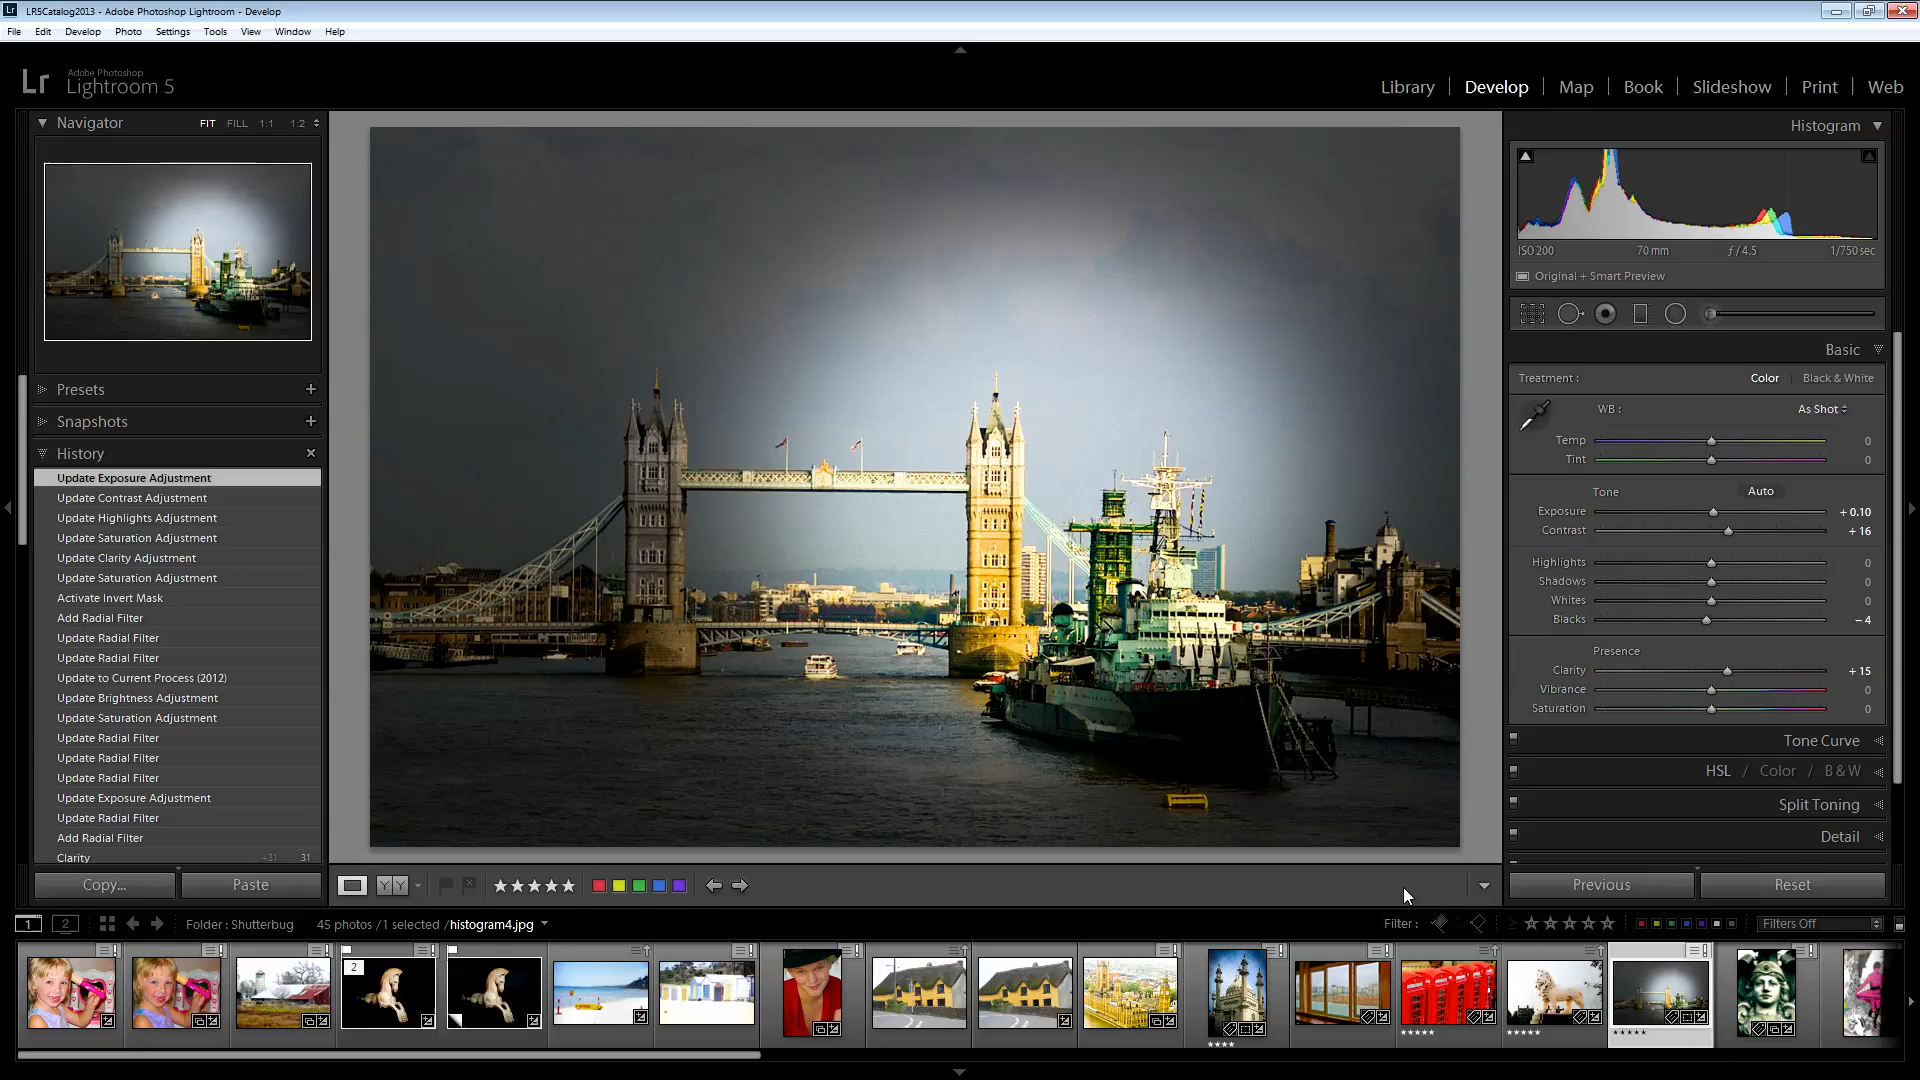 LR5Catalog2013 - Adobe Photoshop Lightroom - Develop
File Edit Develop Photo Settings Tools View Window Help
Lr Adobe Photoshop
Lightroom 5
Library | Develop | Map | Book | Slideshow | Print | Web
Navigator FIT FILL 1:1 1:2
Presets +
Snapshots +
History
Update Exposure Adjustment
Update Contrast Adjustment
Update Highlights Adjustment
Update Saturation Adjustment
Update Clarity Adjustment
Update Saturation Adjustment
Activate Invert Mask
Add Radial Filter
Update Radial Filter
Update Radial Filter
Update to Current Process (2012)
Update Brightness Adjustment
Update Saturation Adjustment
Update Radial Filter
Update Radial Filter
Update Radial Filter
Update Exposure Adjustment
Update Radial Filter
Add Radial Filter
Clarity +31 31
Copy... Paste
Histogram
ISO 200 70 mm ƒ / 4.5 1/750 sec
Original + Smart Preview
Basic
Treatment : Color | Black & White
WB : As Shot
Temp 0
Tint 0
Tone Auto
Exposure + 0.10
Contrast + 16
Highlights 0
Shadows 0
Whites 0
Blacks – 4
Presence
Clarity + 15
Vibrance 0
Saturation 0
Tone Curve
HSL / Color / B & W
Split Toning
Detail
Previous Reset
YY
1 2 Folder : Shutterbug 45 photos /1 selected /histogram4.jpg
Filter : ≥ Filters Off
2